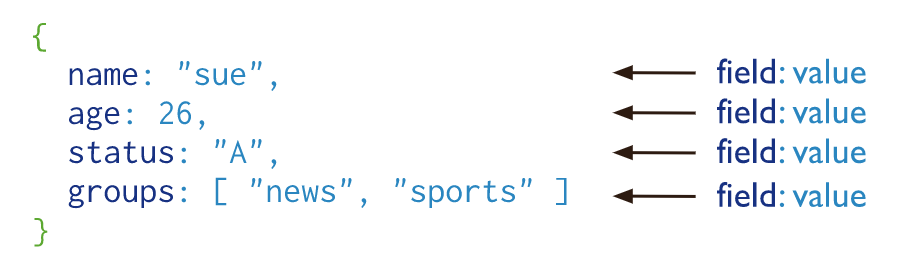 {
name: "sue", field: value
age: 26, field: value
status: "A", field: value
groups: [ "news", "sports" ] field: value
}